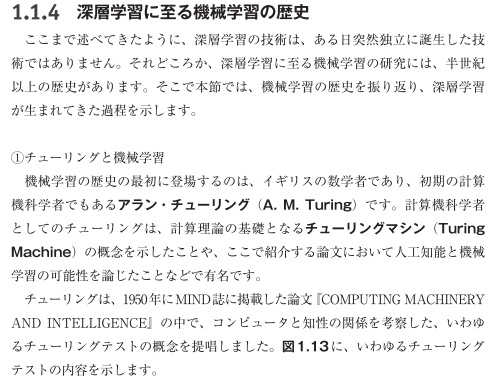 1.1.4 深層学習に至る機械学習の歴史
ここまで述べてきたように、深層学習の技術は、ある日突然独立に誕生した技
術ではありません。それどころか、深層学習に至る機械学習の研究には、半世紀
以上の歴史があります。そこで本節では、機械学習の歴史を振り返り、深層学習
が生まれてきた過程を示します。
①チューリングと機械学習
機械学習の歴史の最初に登場するのは、イギリスの数学者であり、初期の計算
機科学者でもあるアラン・チューリング（A. M. Turing）です。計算機科学者
としてのチューリングは、計算理論の基礎となるチューリングマシン（Turing
Machine）の概念を示したことや、ここで紹介する論文において人工知能と機械
学習の可能性を論じたことなどで有名です。
チューリングは、1950年にMIND誌に掲載した論文『COMPUTING MACHINERY
AND INTELLIGENCE』の中で、コンピュータと知性の関係を考察した、いわゆ
るチューリングテストの概念を提唱しました。図1.13に、いわゆるチューリング
テストの内容を示します。